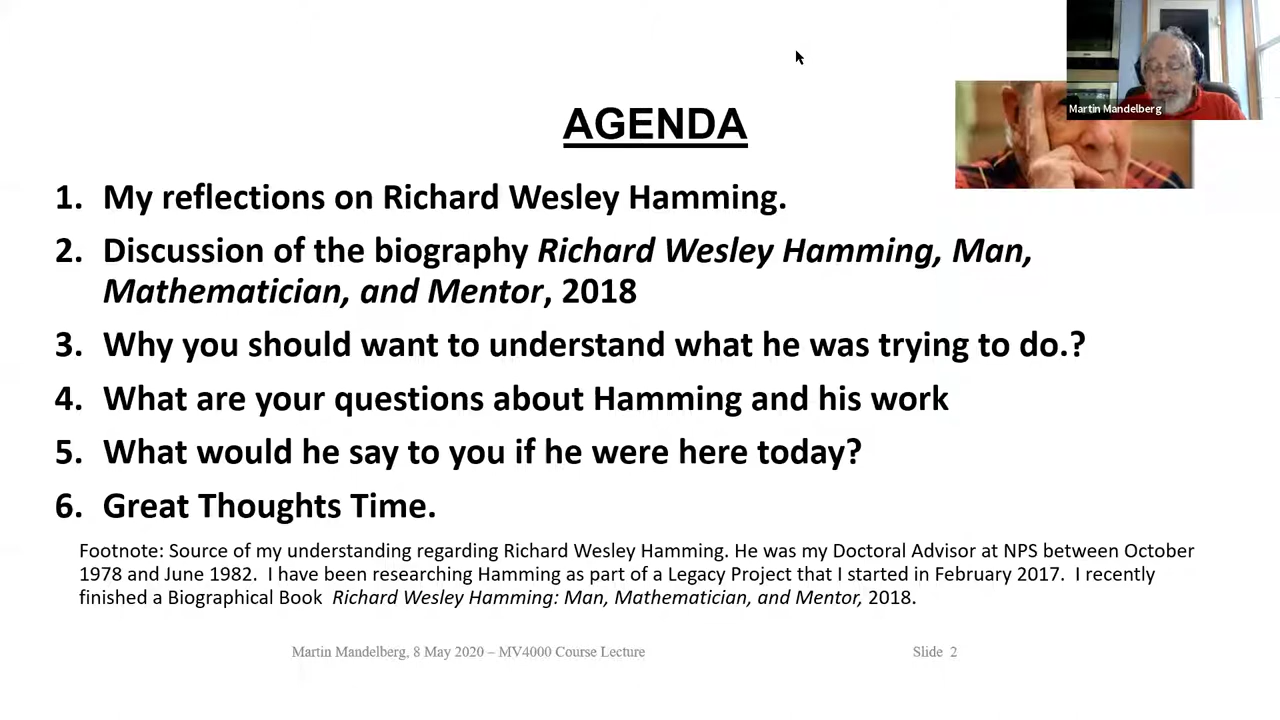 AGENDA
Martin Mandelberg
1. My reflections on Richard Wesley Hamming.
2. Discussion of the biography Richard Wesley Hamming, Man,
Mathematician, and Mentor, 2018
3. Why you should want to understand what he was trying to do.?
4. What are your questions about Hamming and his work
5. What would he say to you if he were here today?
6. Great Thoughts Time.
Footnote: Source of my understanding regarding Richard Wesley Hamming. He was my Doctoral Advisor at NPS between October
1978 and June 1982. I have been researching Hamming as part of a Legacy Project that I started in February 2017. I recently
finished a Biographical Book Richard Wesley Hamming: Man, Mathematician, and Mentor, 2018.
Martin Mandelberg, 8 May 2020 – MV4000 Course Lecture
Slide 2